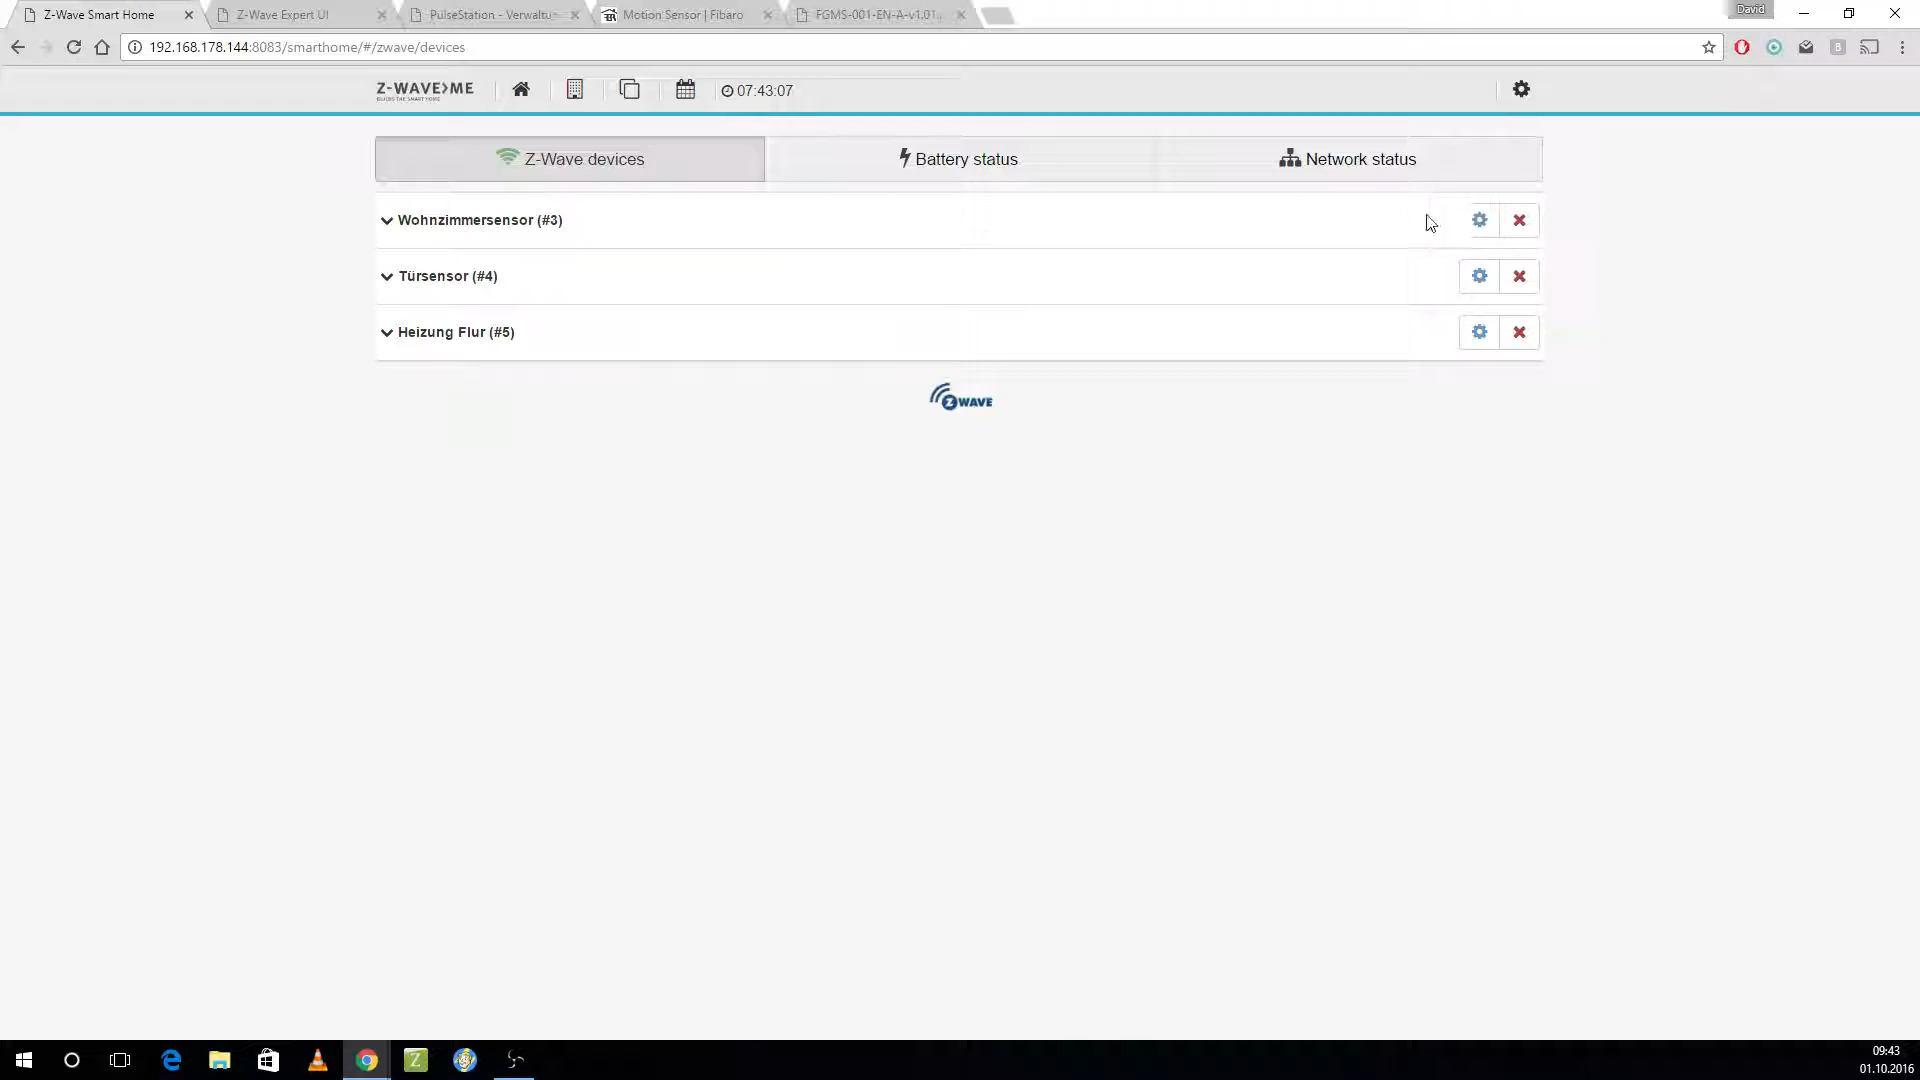 Z-Wave Smart Home
Z-Wave Expert UI
PulseStation - Verwaltu
Motion Sensor | Fibaro
FGMS-001-EN-A-v1.01.
David
192.168.178.144:8083/smarthome/#/zwave/devices
Z-WAVE>ME
07:43:07
Z-Wave devices
Battery status
Network status
Wohnzimmersensor (#3)
Türsensor (#4)
Heizung Flur (#5)
Z WAVE
09:43
01.10.2016